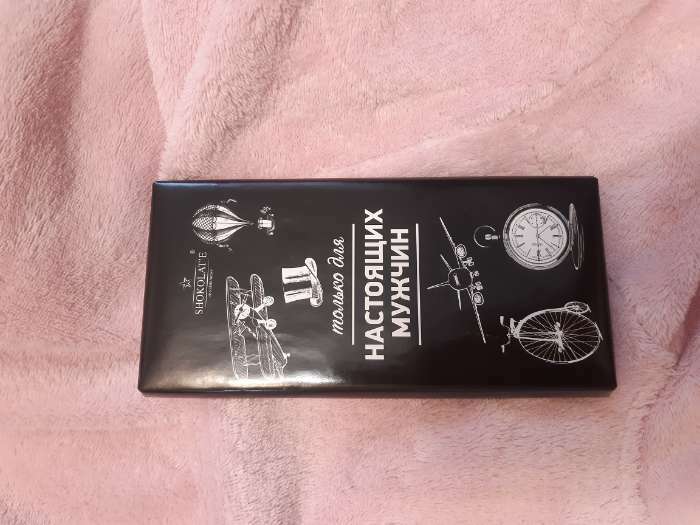 SHOKOLAT'E
®
только для
НАСТОЯЩИХ
МУЖЧИН